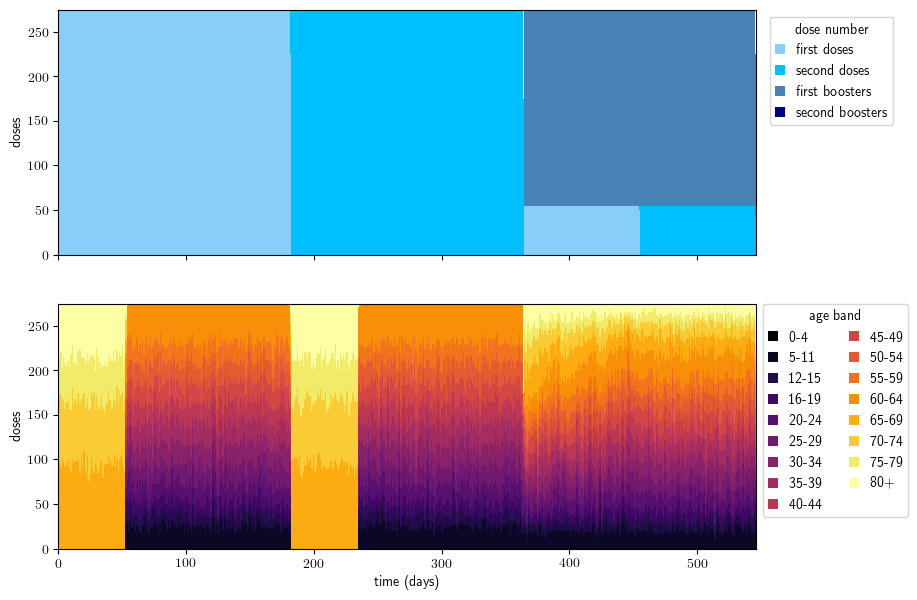 doses
250
200
150
100
50
0
dose number
first doses
second doses
first boosters
second boosters
doses
250
200
150
100
50
0
0 100 200 300 400 500
time (days)
age band
0-4 45-49
5-11 50-54
12-15 55-59
16-19 60-64
20-24 65-69
25-29 70-74
30-34 75-79
35-39 80+
40-44